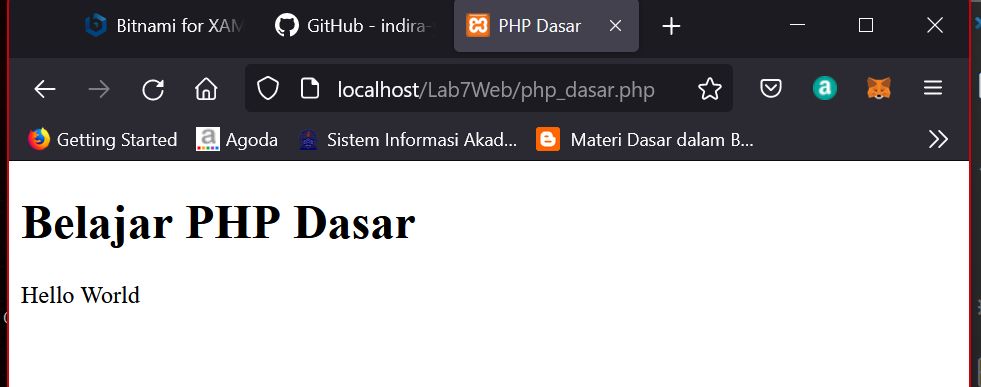 Bitnami for XAM
GitHub - indira-
PHP Dasar
localhost/Lab7Web/php_dasar.php
Getting Started
Agoda
Sistem Informasi Akad...
Materi Dasar dalam B...
Belajar PHP Dasar
Hello World